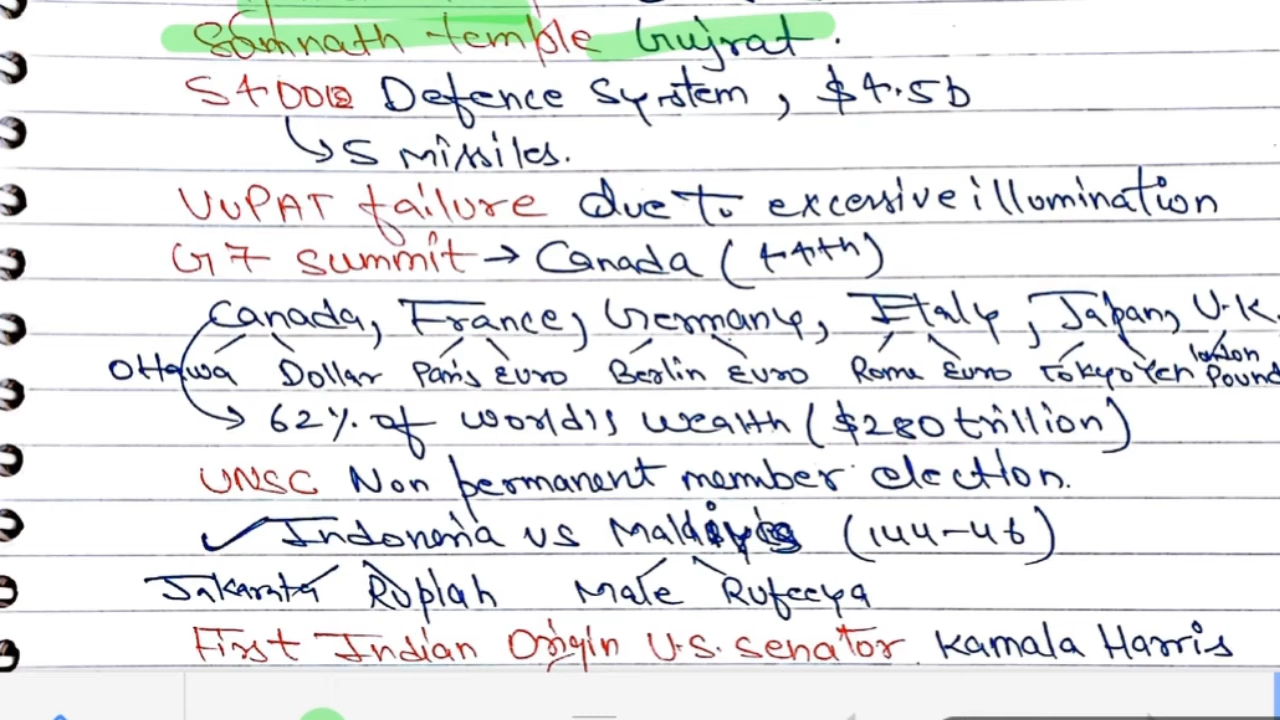 Somnath temple Gujrat.
S400 Defence System, $4.5b
↳ 5 missiles.
VVPAT failure due to excessive illumination
G7 summit → Canada (44th)
Canada, France, Germany, Italy, Japan, U.K.
Ottawa Dollar Paris Euro Berlin Euro Rome Euro Tokyo Yen London Pound
→ 62% of world's wealth ($280 trillion)
UNSC Non permanent member election.
✓ Indonesia vs Maldives (144-46)
Jakarata Rupiah Male Rufeeya
First Indian Origin U.S. senator Kamala Harris